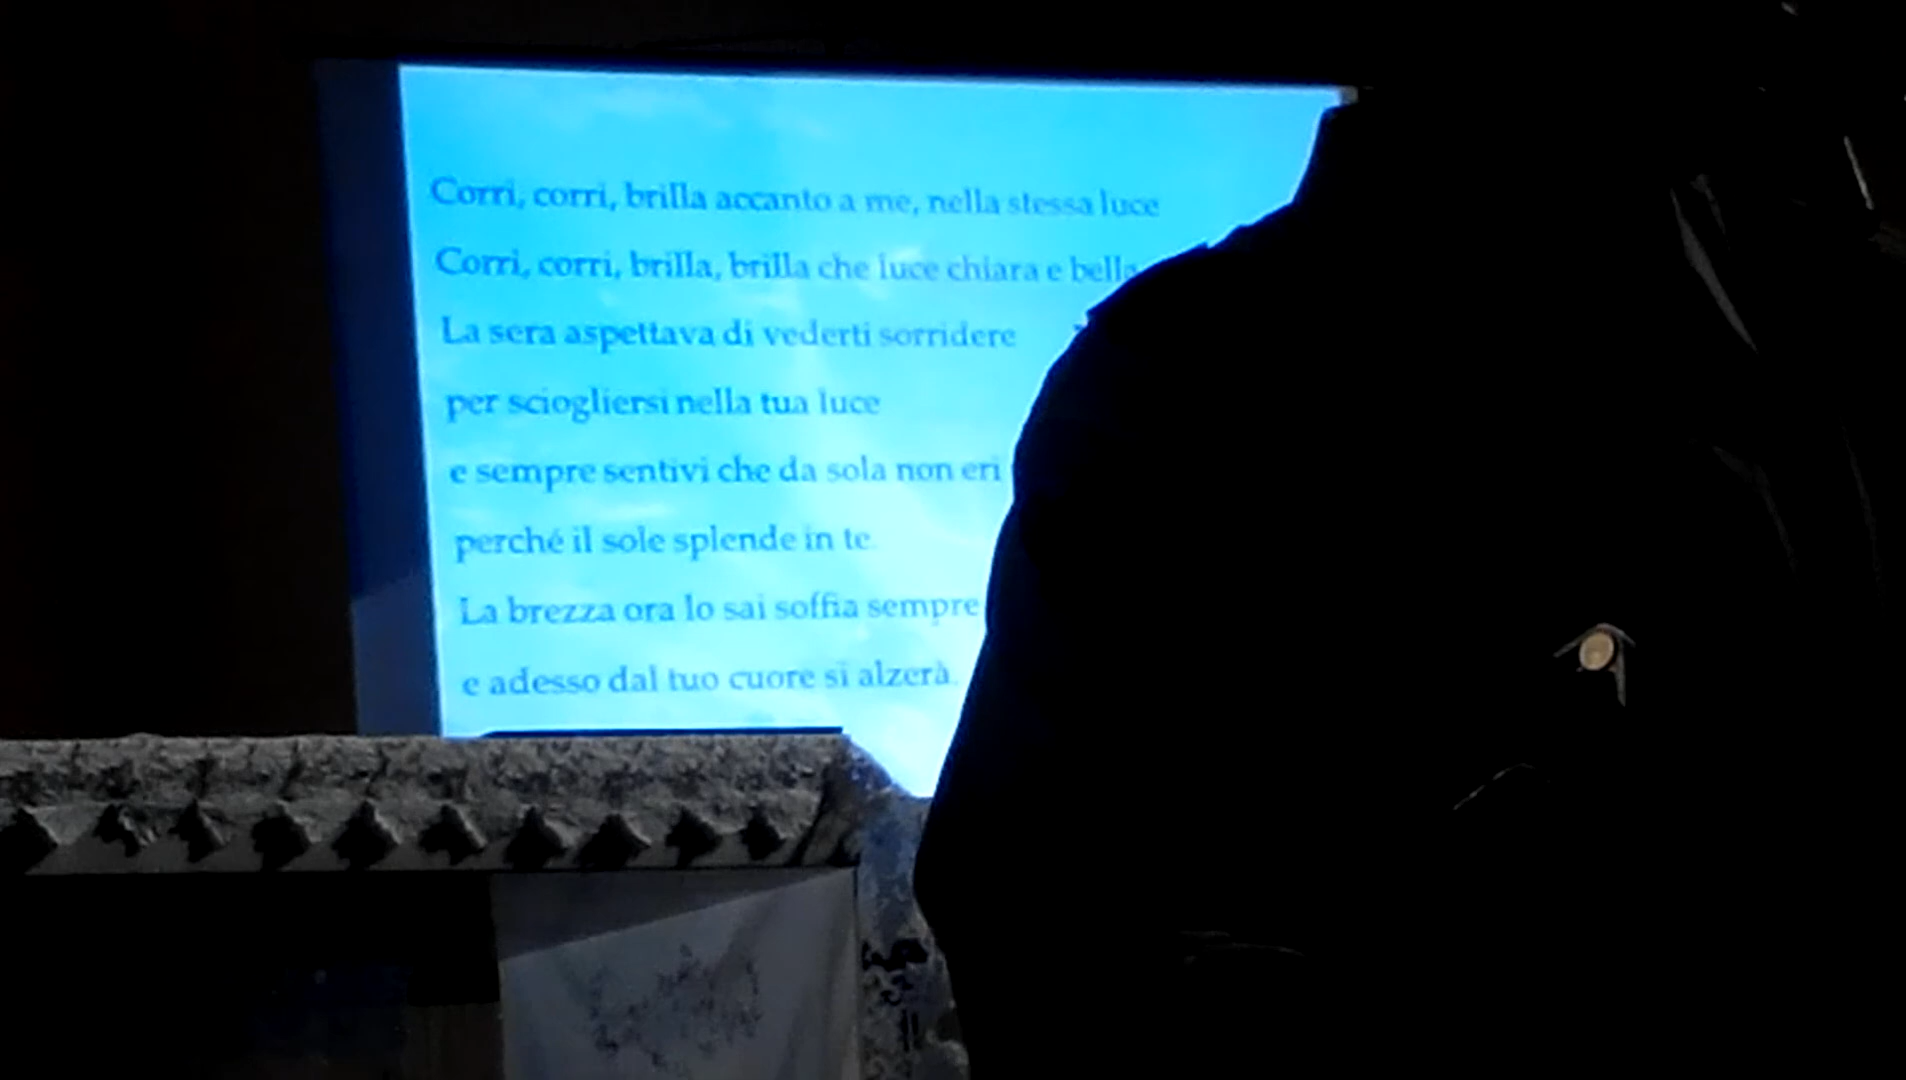 Corri, corri, brilla accanto a me, nella stessa luce
Corri, corri, brilla, brilla che luce chiara e bella
La sera aspettava di vederti sorridere
per sciogliersi nella tua luce
e sempre sentivi che da sola non eri
perché il sole splende in te.
La brezza ora lo sai soffia sempre
e adesso dal tuo cuore si alzerà.